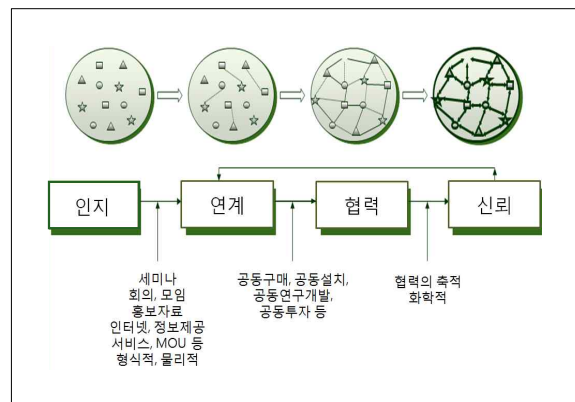 인지
연계
협력
신뢰
세미나
회의, 모임
홍보자료
인터넷, 정보제공
서비스, MOU 등
형식적, 물리적
공동구매, 공동설치,
공동연구개발,
공동투자 등
협력의 축적
화학적